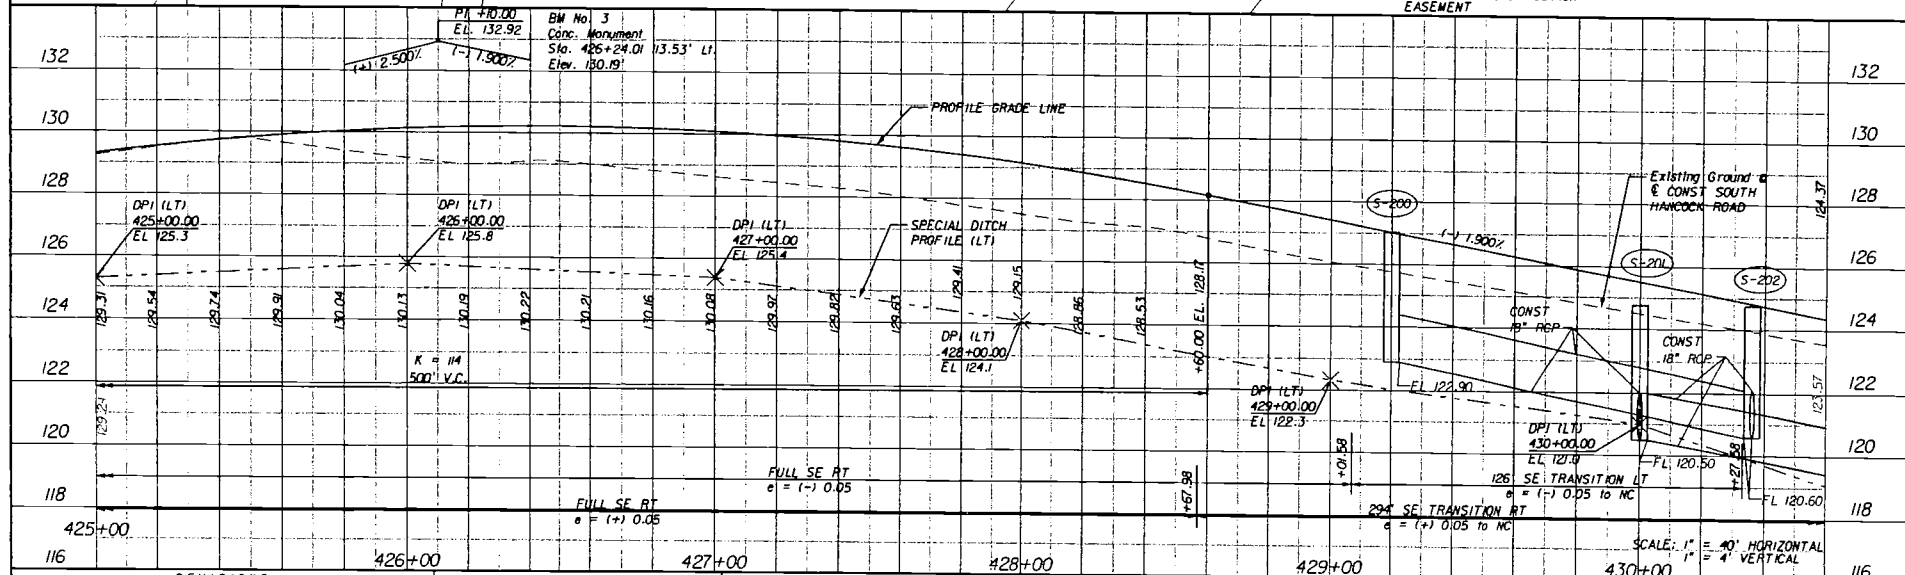 EASEMENT
PI +10.00
EL. 132.92
(+) 2.500%
(-) 1.900%
BM No. 3
Conc. Monument
Sta. 426+24.01 113.53' Lt.
Elev. 130.19'
132
132
130
130
128
128
126
126
124
124
122
122
120
120
118
118
116
116
PROFILE GRADE LINE
Existing Ground @
℄ CONST SOUTH
HANCOCK ROAD
124.37
DPI (LT)
425+00.00
EL 125.3
DPI (LT)
426+00.00
EL 125.8
DPI (LT)
427+00.00
EL 125.4
SPECIAL DITCH
PROFILE (LT)
S-200
(-) 1.900%
S-201
S-202
129.31
129.54
129.74
129.91
130.04
130.13
130.19
130.22
130.21
130.16
130.08
129.97
129.82
129.63
129.41
129.15
128.86
128.53
+60.00 EL. 128.17
DPI (LT)
428+00.00
EL 124.1
CONST
18" RCP
CONST
18" RCP
K = 114
500' V.C.
129.24
EL 122.90
123.57
DPI (LT)
429+00.00
EL 122.3
DPI (LT)
430+00.00
EL 121.0
FL 120.50
FL 120.60
+67.98
+01.58
+27.58
FULL SE RT
e = (-) 0.05
FULL SE RT
e = (+) 0.05
126' SE TRANSITION LT
e = (-) 0.05 to NC
294' SE TRANSITION RT
e = (+) 0.05 to NC
425+00
426+00
427+00
428+00
429+00
430+00
SCALE: 1" = 40' HORIZONTAL
1" = 4' VERTICAL